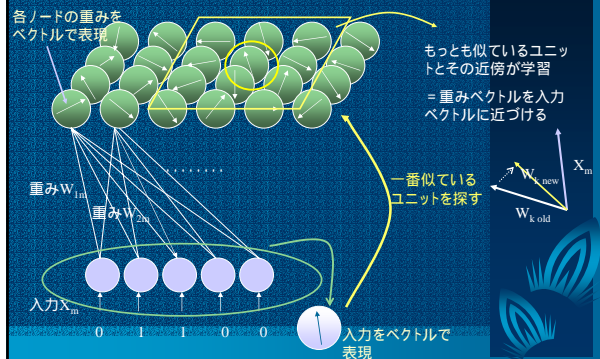 各ノードの重みを
ベクトルで表現
もっとも似ているユニッ
トとその近傍が学習
＝重みベクトルを入力
ベクトルに近づける
Xm
Wk new
Wk old
一番似ている
ユニットを探す
........
重みW1m
重みW2m
入力Xm
0 1 1 0 0
入力をベクトルで
表現